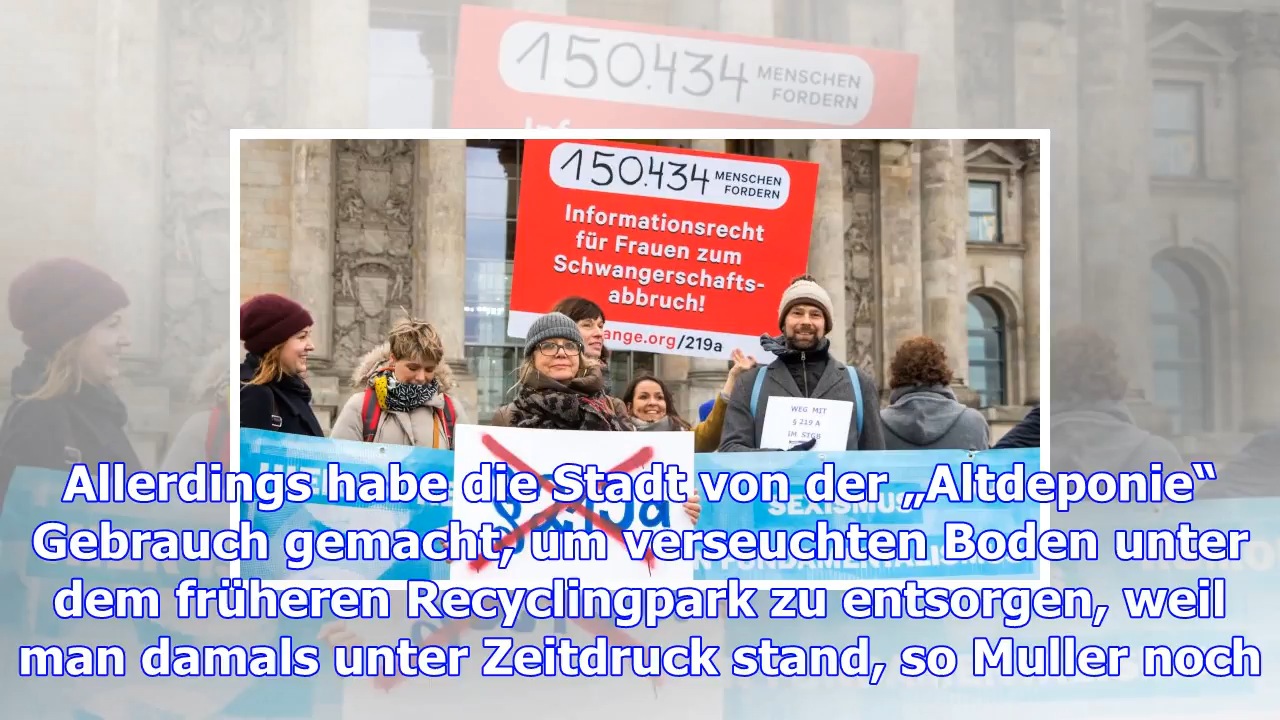 150.434 MENSCHEN
FORDERN
150.434 MENSCHEN
FORDERN
Informationsrecht
für Frauen zum
Schwangerschafts-
abbruch!
ange.org/219a
WEG MIT
§ 219 A
IM STGB
SEXISMUS
FUNDAMENTALISMUS
Allerdings habe die Stadt von der „Altdeponie“
Gebrauch gemacht, um verseuchten Boden unter
dem früheren Recyclingpark zu entsorgen, weil
man damals unter Zeitdruck stand, so Muller noch